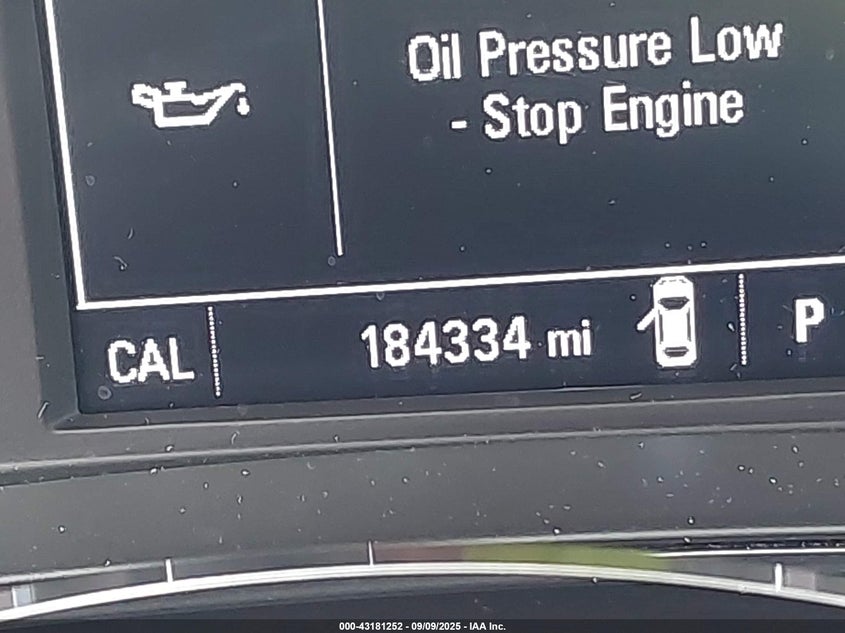 Oil Pressure Low
- Stop Engine
CAL 184334 mi P
000-43181252 - 09/09/2025 - IAA Inc.